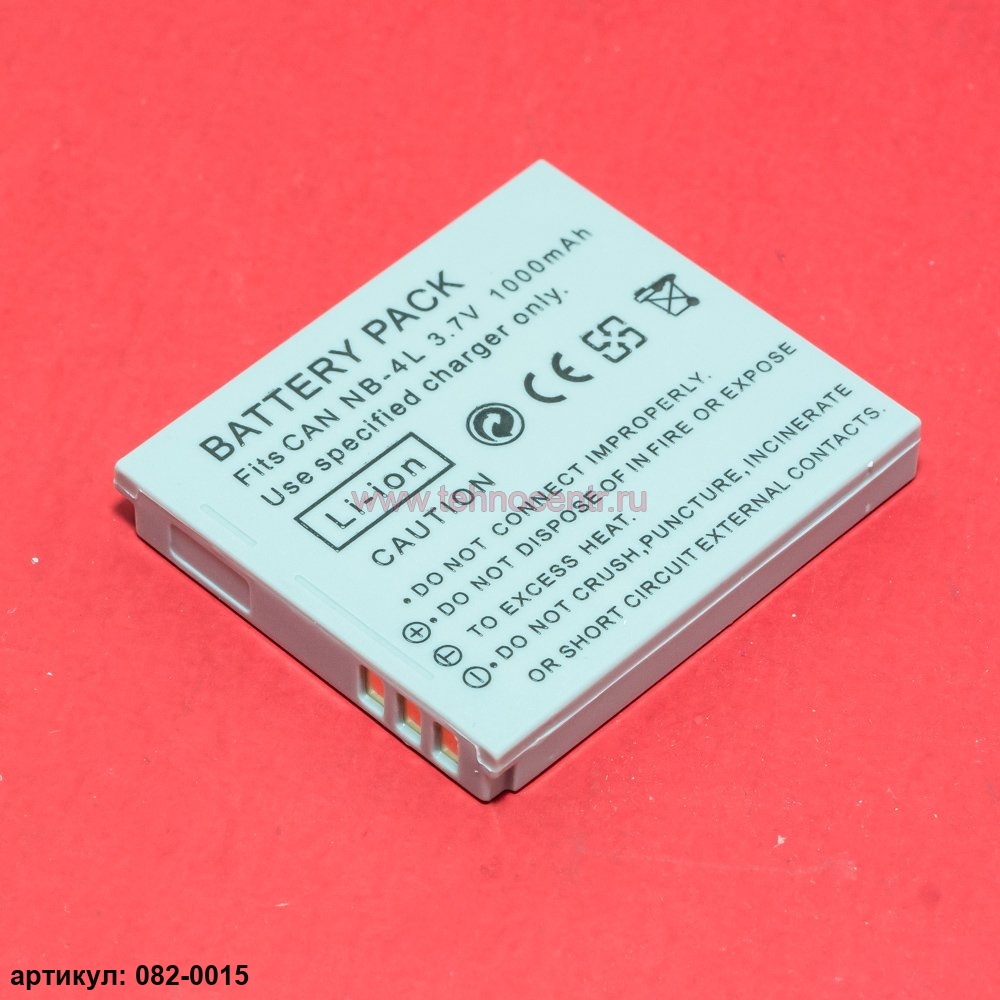 BATTERY PACK
Fits CAN NB-4L 3.7V 1000mAh
Use specified charger only.
Li-ion
CE
CAUTION
• DO NOT CONNECT IMPROPERLY.
• DO NOT DISPOSE OF IN FIRE OR EXPOSE
TO EXCESS HEAT.
• DO NOT CRUSH,PUNCTURE, INCINERATE
OR SHORT CIRCUIT EXTERNAL CONTACTS.
www.tehnocentr.ru
артикул: 082-0015